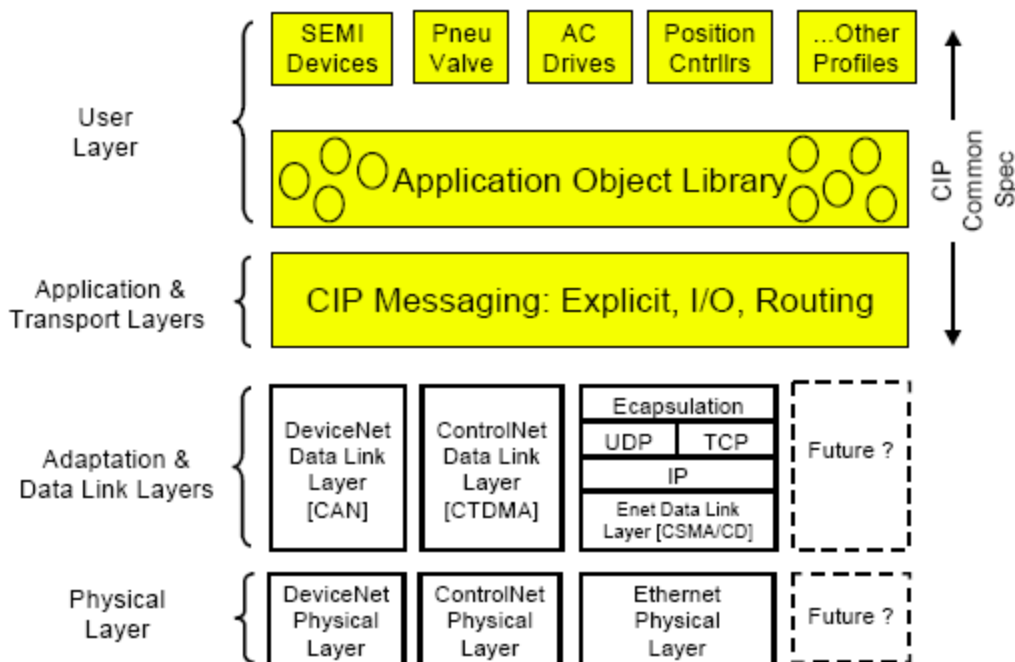 SEMI
Devices
Pneu
Valve
AC
Drives
Position
Cntrllrs
...Other
Profiles
User
Layer
Application Object Library
CIP
Common
Spec
Application &
Transport Layers
CIP Messaging: Explicit, I/O, Routing
Adaptation &
Data Link Layers
DeviceNet
Data Link
Layer
[CAN]
ControlNet
Data Link
Layer
[CTDMA]
Ecapsulation
UDP
TCP
IP
Enet Data Link
Layer [CSMA/CD]
Future ?
Physical
Layer
DeviceNet
Physical
Layer
ControlNet
Physical
Layer
Ethernet
Physical
Layer
Future ?